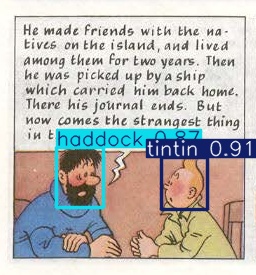 He made friends with the na-
tives on the island, and lived
among them for two years. Then
he was picked up by a ship
which carried him back home.
There his journal ends. But
now comes the strangest thing
in t
haddock 0.87
tintin 0.91